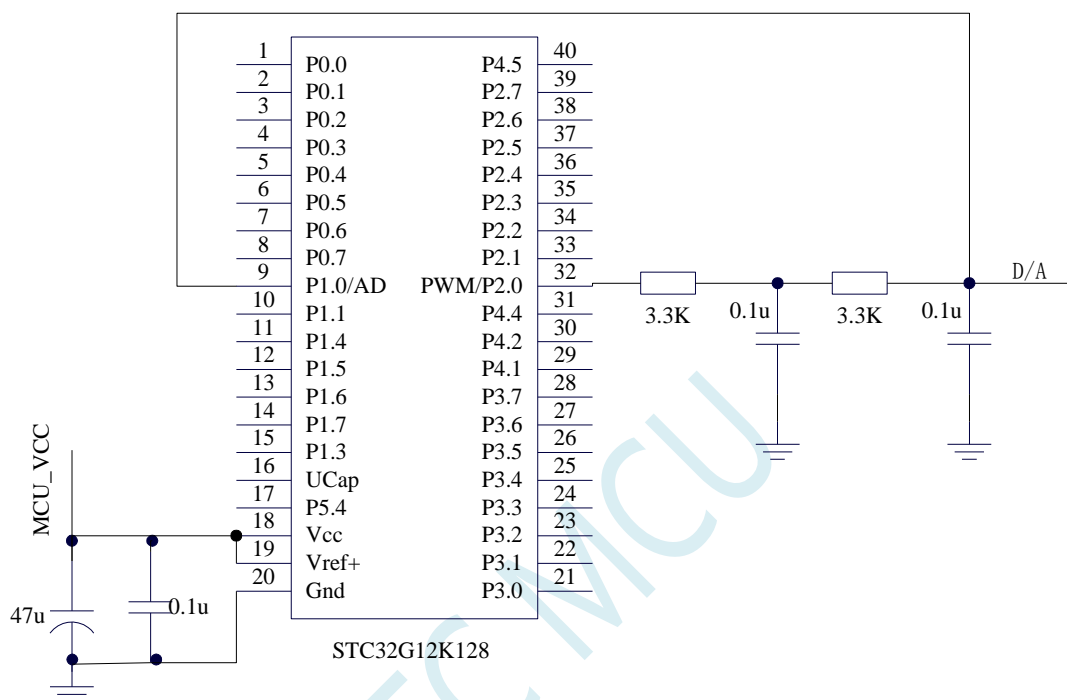 1 P0.0 P4.5 40
2 P0.1 P2.7 39
3 P0.2 P2.6 38
4 P0.3 P2.5 37
5 P0.4 P2.4 36
6 P0.5 P2.3 35
7 P0.6 P2.2 34
8 P0.7 P2.1 33
9 P1.0/AD PWM/P2.0 32
D/A
10 P1.1 P4.4 31
3.3K 0.1u 3.3K 0.1u
11 P1.4 P4.2 30
12 P1.5 P4.1 29
13 P1.6 P3.7 28
14 P1.7 P3.6 27
15 P1.3 P3.5 26
16 UCap P3.4 25
17 P5.4 P3.3 24
18 Vcc P3.2 23
19 Vref+ P3.1 22
20 Gnd P3.0 21
MCU_VCC
47u 0.1u
STC32G12K128
MCU